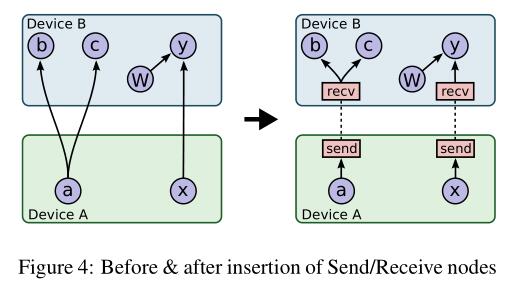 Device B
b
c
y
W
a
x
Device A
Device B
b
c
y
W
recv
recv
send
send
a
x
Device A
Figure 4: Before & after insertion of Send/Receive nodes